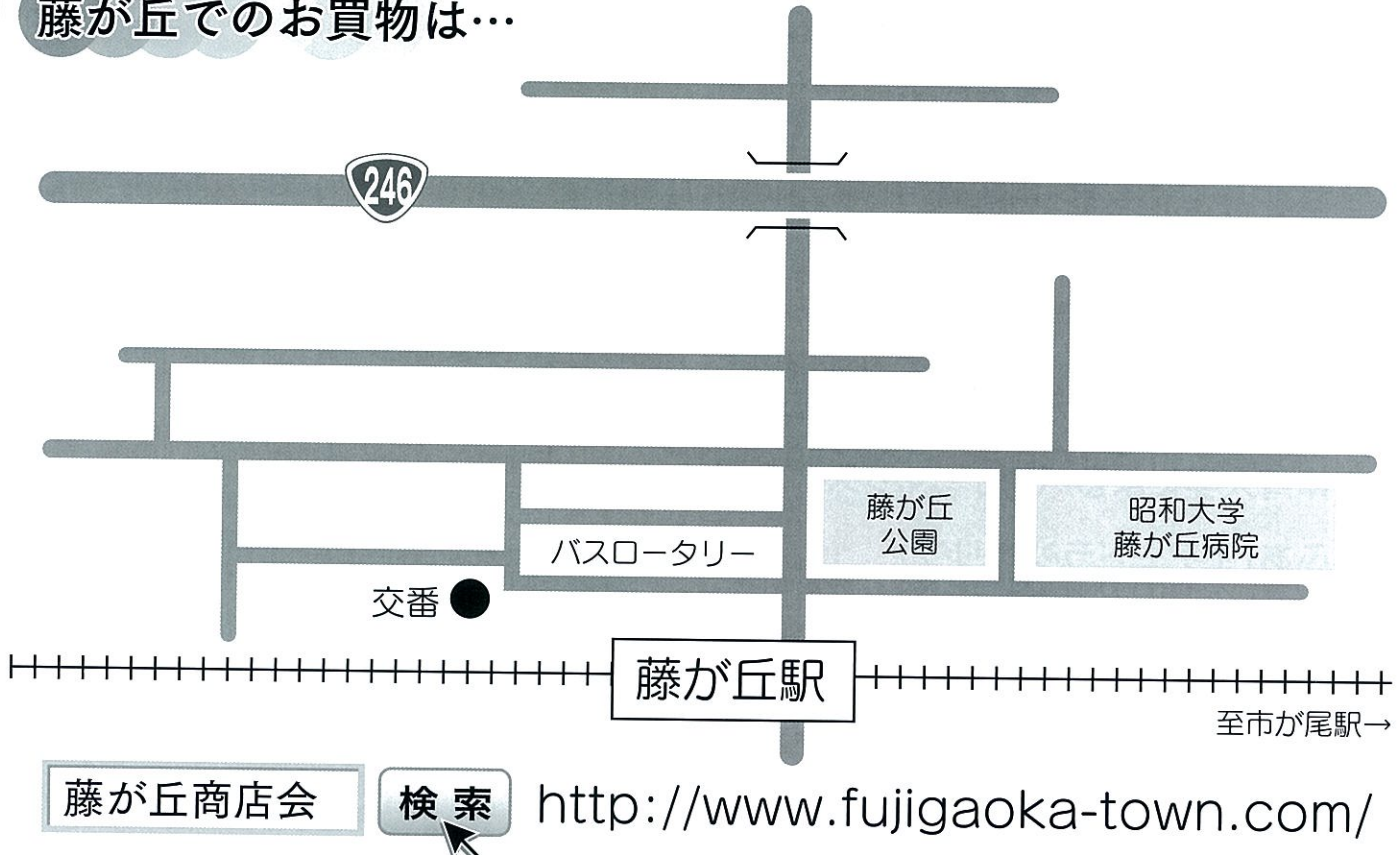 藤が丘でのお買物は…
246
藤が丘
公園
昭和大学
藤が丘病院
バスロータリー
交番
藤が丘駅
至市が尾駅→
藤が丘商店会
検索
http://www.fujigaoka-town.com/